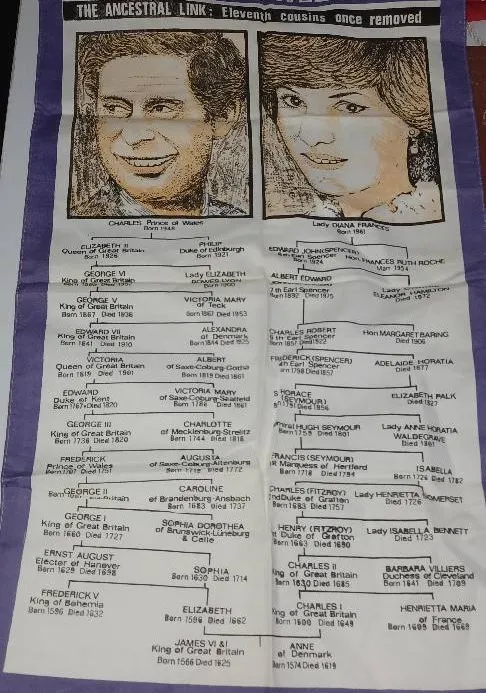 THE ANCESTRAL LINK: Eleventh cousins once removed
CHARLES Prince of Wales
Born 1948
Lady DIANA FRANCES
Born 1961
ELIZABETH II
Queen of Great Britain
Born 1926
PHILIP
Duke of Edinburgh
Born 1921
EDWARD JOHN (SPENCER)
Earl Spencer
Born 1924
Hon. FRANCES RUTH ROCHE
Marr 1954
GEORGE VI
King of Great Britain
Lady ELIZABETH
BOWES LYON
Born 1900
ALBERT EDWARD
7th Earl Spencer
Born 1892 Died 1975
Lady
ELEANOR HAMILTON
Died 1972
GEORGE V
King of Great Britain
Born 1867 Died 1936
VICTORIA MARY
of Teck
Born 1867 Died 1953
CHARLES ROBERT
6th Earl Spencer
Born 1857 Died 1922
Hon MARGARET BARING
Died 1906
EDWARD VII
King of Great Britain
Born 1841 Died 1910
ALEXANDRA
of Denmark
Born 1844 Died 1925
FREDERICK (SPENCER)
4th Earl Spencer
Born 1798 Died 1857
ADELAIDE HORATIA
Died 1877
VICTORIA
Queen of Great Britain
Born 1819 Died 1901
ALBERT
of Saxe-Coburg-Gotha
Born 1819 Died 1861
HORACE
(SEYMOUR)
1791 Died 1856
ELIZABETH PALK
Died 1827
EDWARD
Duke of Kent
Born 1767 Died 1820
VICTORIA MARY
of Saxe-Coburg-Saalfeld
Born 1786 Died 1861
HUGH SEYMOUR
Born 1759 Died 1801
Lady ANNE HORATIA
WALDEGRAVE
Died 1801
GEORGE III
King of Great Britain
Born 1738 Died 1820
CHARLOTTE
of Mecklenburg-Strelitz
Born 1744 Died 1818
FRANCIS (SEYMOUR)
Marquess of Hertford
Born 1718 Died 1794
ISABELLA
Born 1726 Died 1782
FREDERICK
Prince of Wales
Born 1707 Died 1751
AUGUSTA
of Saxe-Coburg-Altenburg
Born 1719 Died 1772
CHARLES (FITZROY)
2nd Duke of Grafton
Born 1683 Died 1757
Lady HENRIETTA SOMERSET
Died 1726
GEORGE II
Britain
CAROLINE
of Brandenburg-Ansbach
Born 1683 Died 1737
HENRY (FITZROY)
Duke of Grafton
Born 1663 Died 1690
Lady ISABELLA BENNETT
Died 1723
GEORGE I
King of Great Britain
Born 1660 Died 1727
SOPHIA DOROTHEA
of Brunswick-Luneburg
& Celle
CHARLES II
King of Great Britain
Born 1630 Died 1685
BARBARA VILLIERS
Duchess of Cleveland
Born 1641 Died 1709
ERNST AUGUST
Elector of Hanover
Born 1629 Died 1698
SOPHIA
Born 1630 Died 1714
CHARLES I
King of Great Britain
Born 1600 Died 1649
HENRIETTA MARIA
of France
Born 1609 Died 1669
FREDERICK V
King of Bohemia
Born 1596 Died 1632
ELIZABETH
Born 1596 Died 1662
JAMES VI & I
King of Great Britain
Born 1566 Died 1625
ANNE
of Denmark
Born 1574 Died 1619